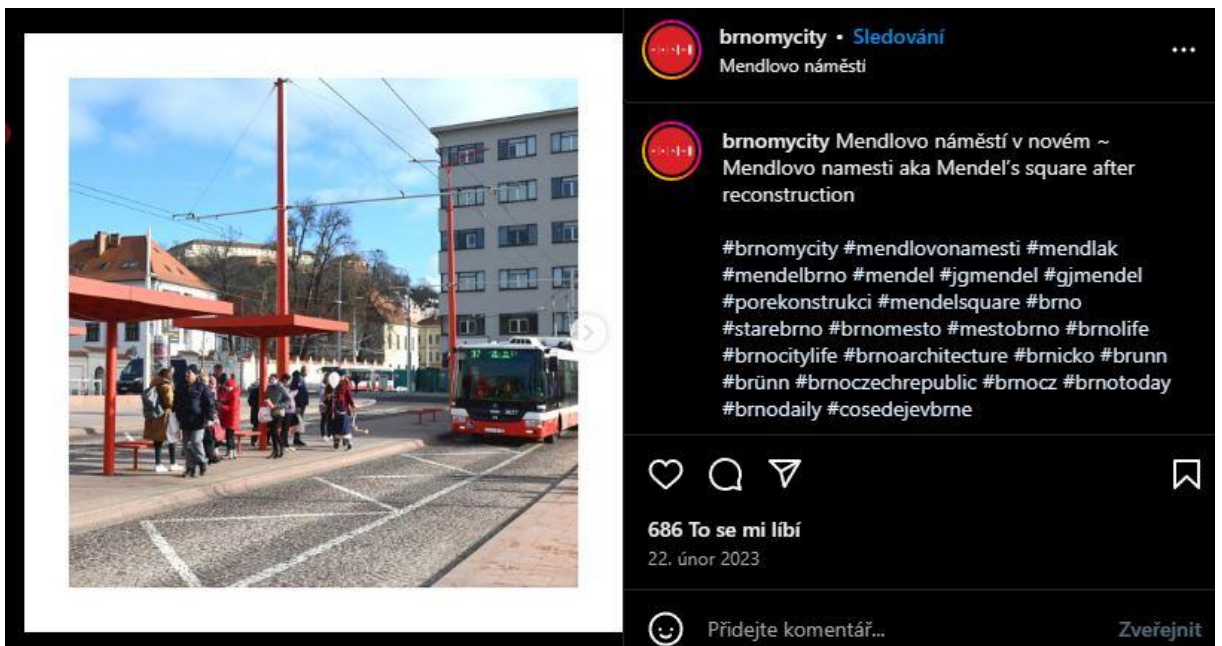 brnomycity • Sledování
Mendlovo náměstí
brnomycity Mendlovo náměstí v novém ~
Mendlovo namesti aka Mendel's square after
reconstruction
#brnomycity #mendlovonamesti #mendlak
#mendelbrno #mendel #jgmendel #gjmendel
#porekonstrukci #mendelsquare #brno
#starebrno #brnomesto #mestobrno #brnolife
#brnocitylife #brnoarchitecture #brnicko #brunn
#brünn #brnoczechrepublic #brnocz #brnotoday
#brnodaily #cosedejevbrne
686 To se mi líbí
22. únor 2023
Přidejte komentář...
Zveřejnit